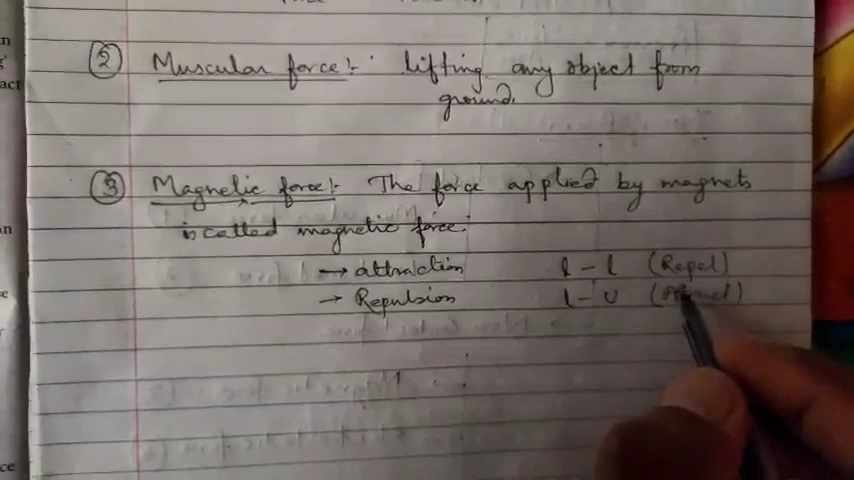 ② Muscular force:- lifting any object from
ground.
③ Magnetic force:- The force applied by magnets
is called magnetic force.
→ attraction l-l (Repel)
→ Repulsion l-U